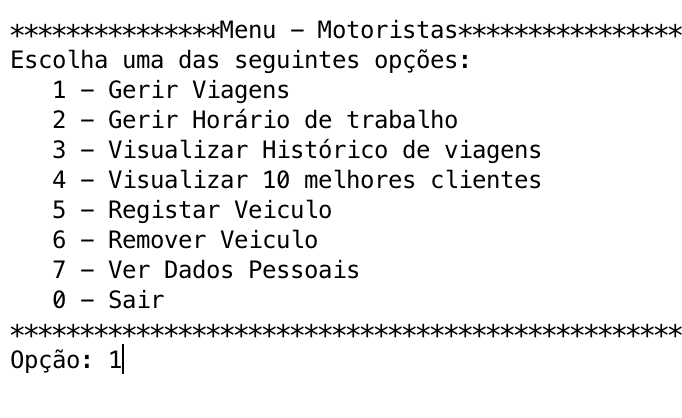 ***************Menu – Motoristas****************
Escolha uma das seguintes opções:
   1 – Gerir Viagens
   2 – Gerir Horário de trabalho
   3 – Visualizar Histórico de viagens
   4 – Visualizar 10 melhores clientes
   5 – Registar Veiculo
   6 – Remover Veiculo
   7 – Ver Dados Pessoais
   0 – Sair
************************************************
Opção: 1